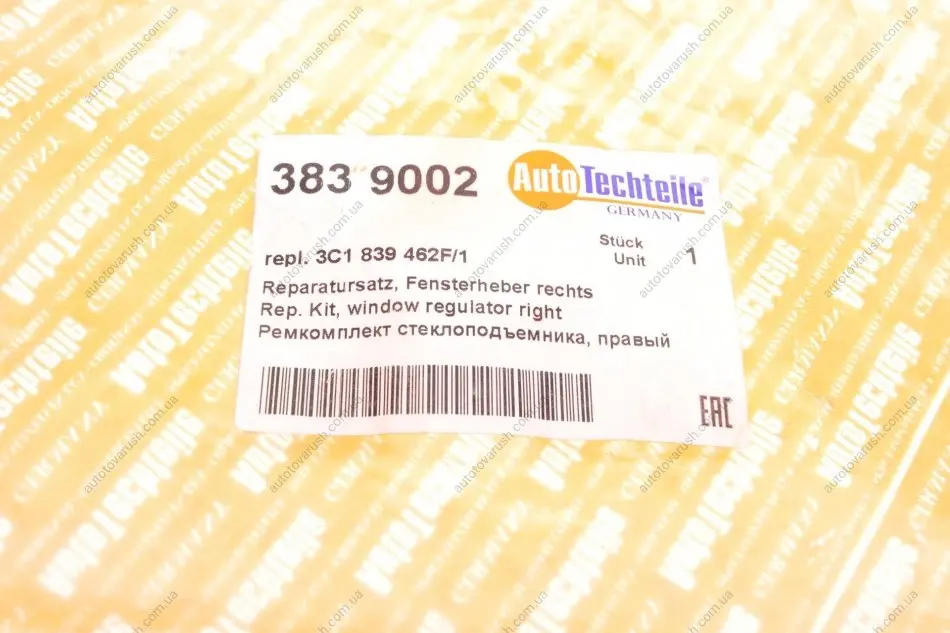 383 9002
AutoTechteile®
GERMANY
repl. 3C1 839 462F/1
Stück
Unit 1
Reparatursatz, Fensterheber rechts
Rep. Kit, window regulator right
Ремкомплект стеклоподъемника, правый
EAC
autotovarush.com.ua